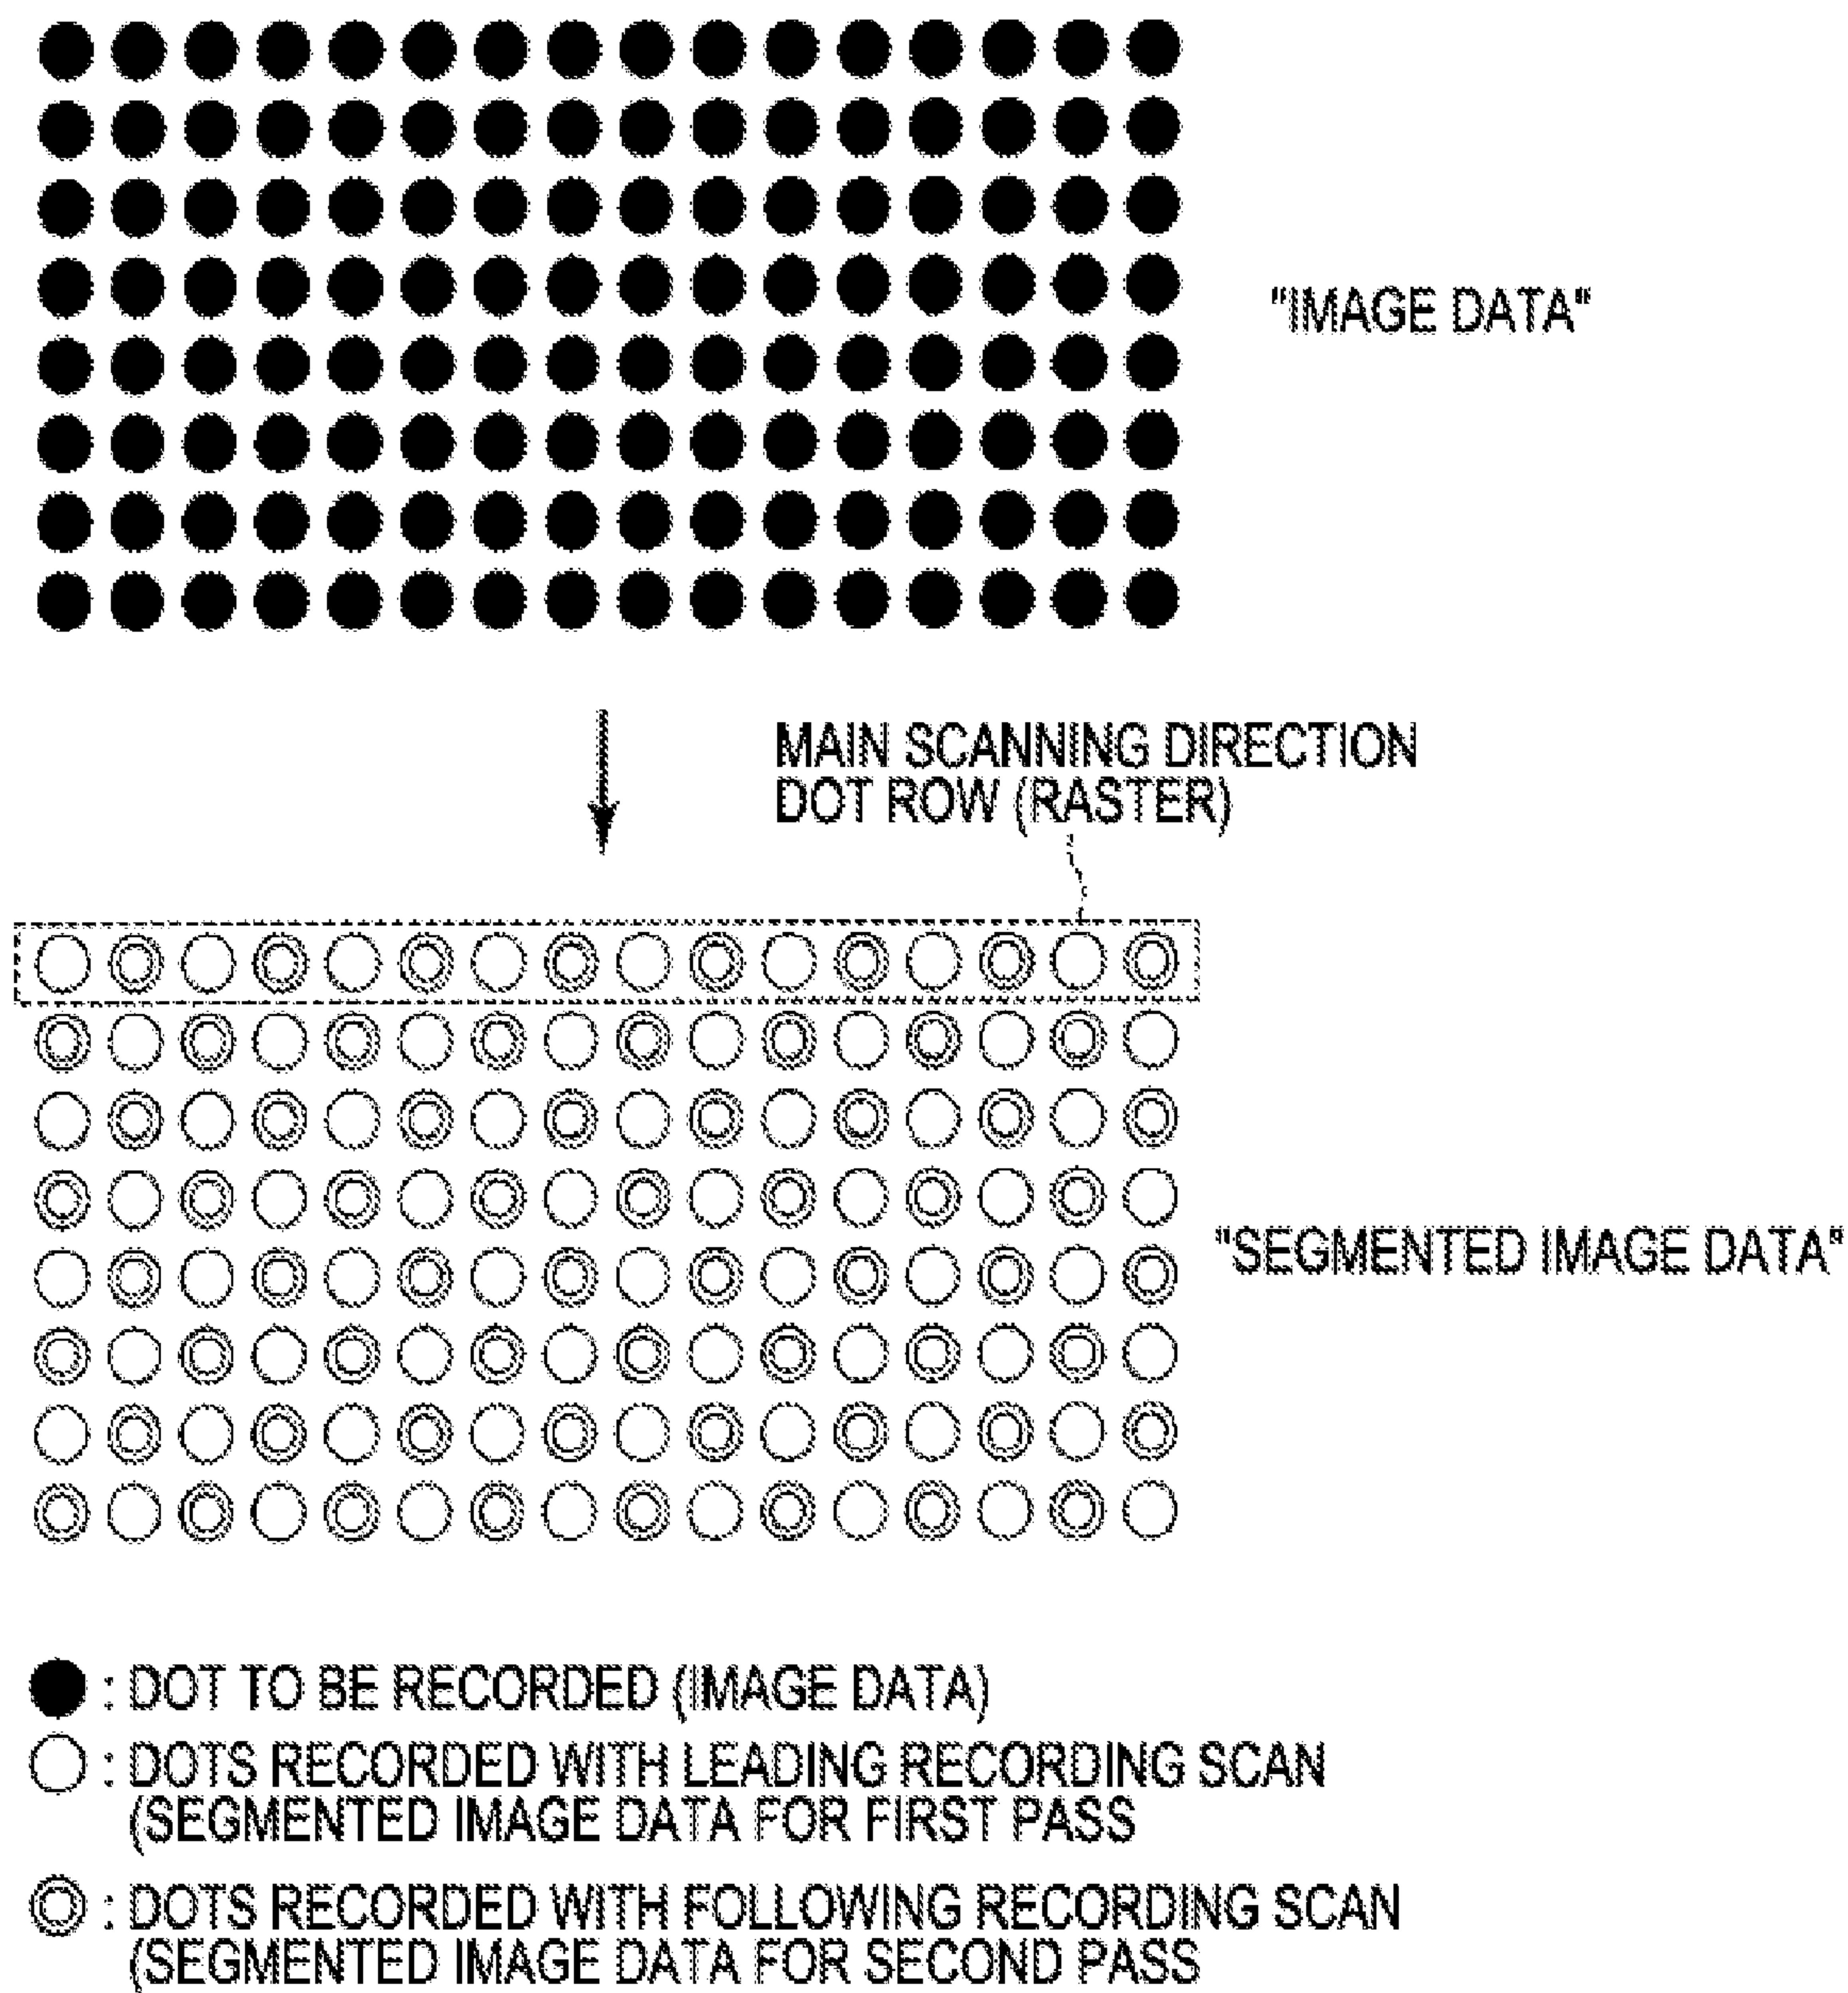 "IMAGE DATA"
MAIN SCANNING DIRECTION
DOT ROW (RASTER)
"SEGMENTED IMAGE DATA"
: DOT TO BE RECORDED (IMAGE DATA)
: DOTS RECORDED WITH LEADING RECORDING SCAN
(SEGMENTED IMAGE DATA FOR FIRST PASS
: DOTS RECORDED WITH FOLLOWING RECORDING SCAN
(SEGMENTED IMAGE DATA FOR SECOND PASS